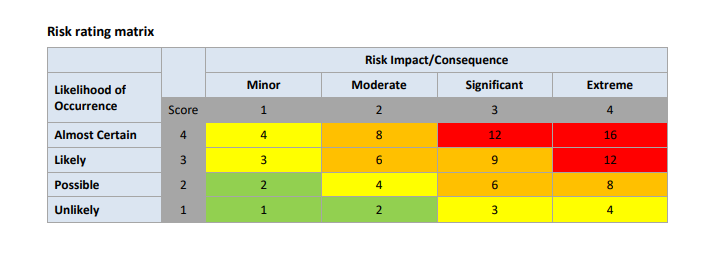 Risk rating matrix
Risk Impact/Consequence
Likelihood of Occurrence Minor Moderate Significant Extreme
Score 1 2 3 4
Almost Certain 4 4 8 12 16
Likely 3 3 6 9 12
Possible 2 2 4 6 8
Unlikely 1 1 2 3 4